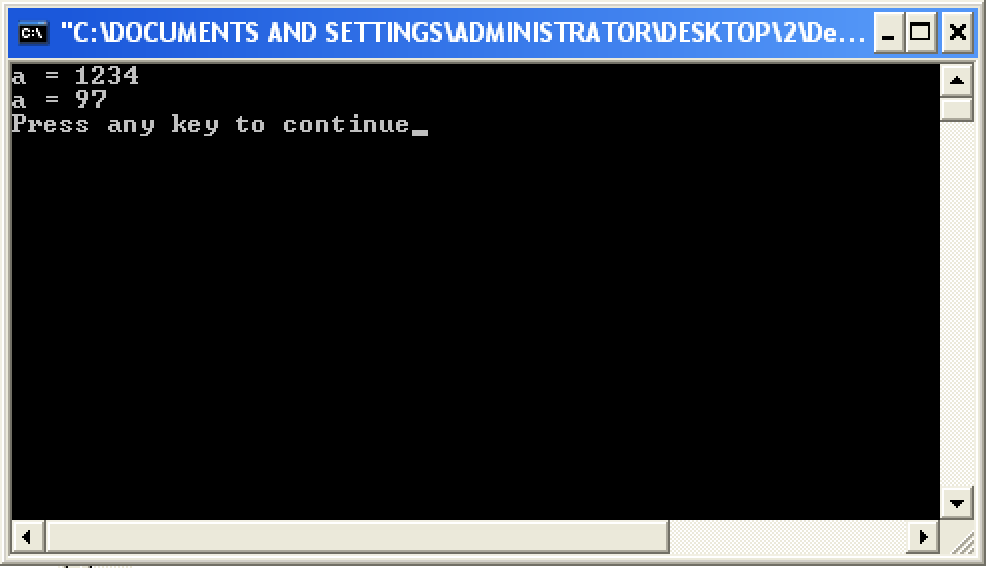 "C:\DOCUMENTS AND SETTINGS\ADMINISTRATOR\DESKTOP\2\De...
a = 1234
a = 97
Press any key to continue_